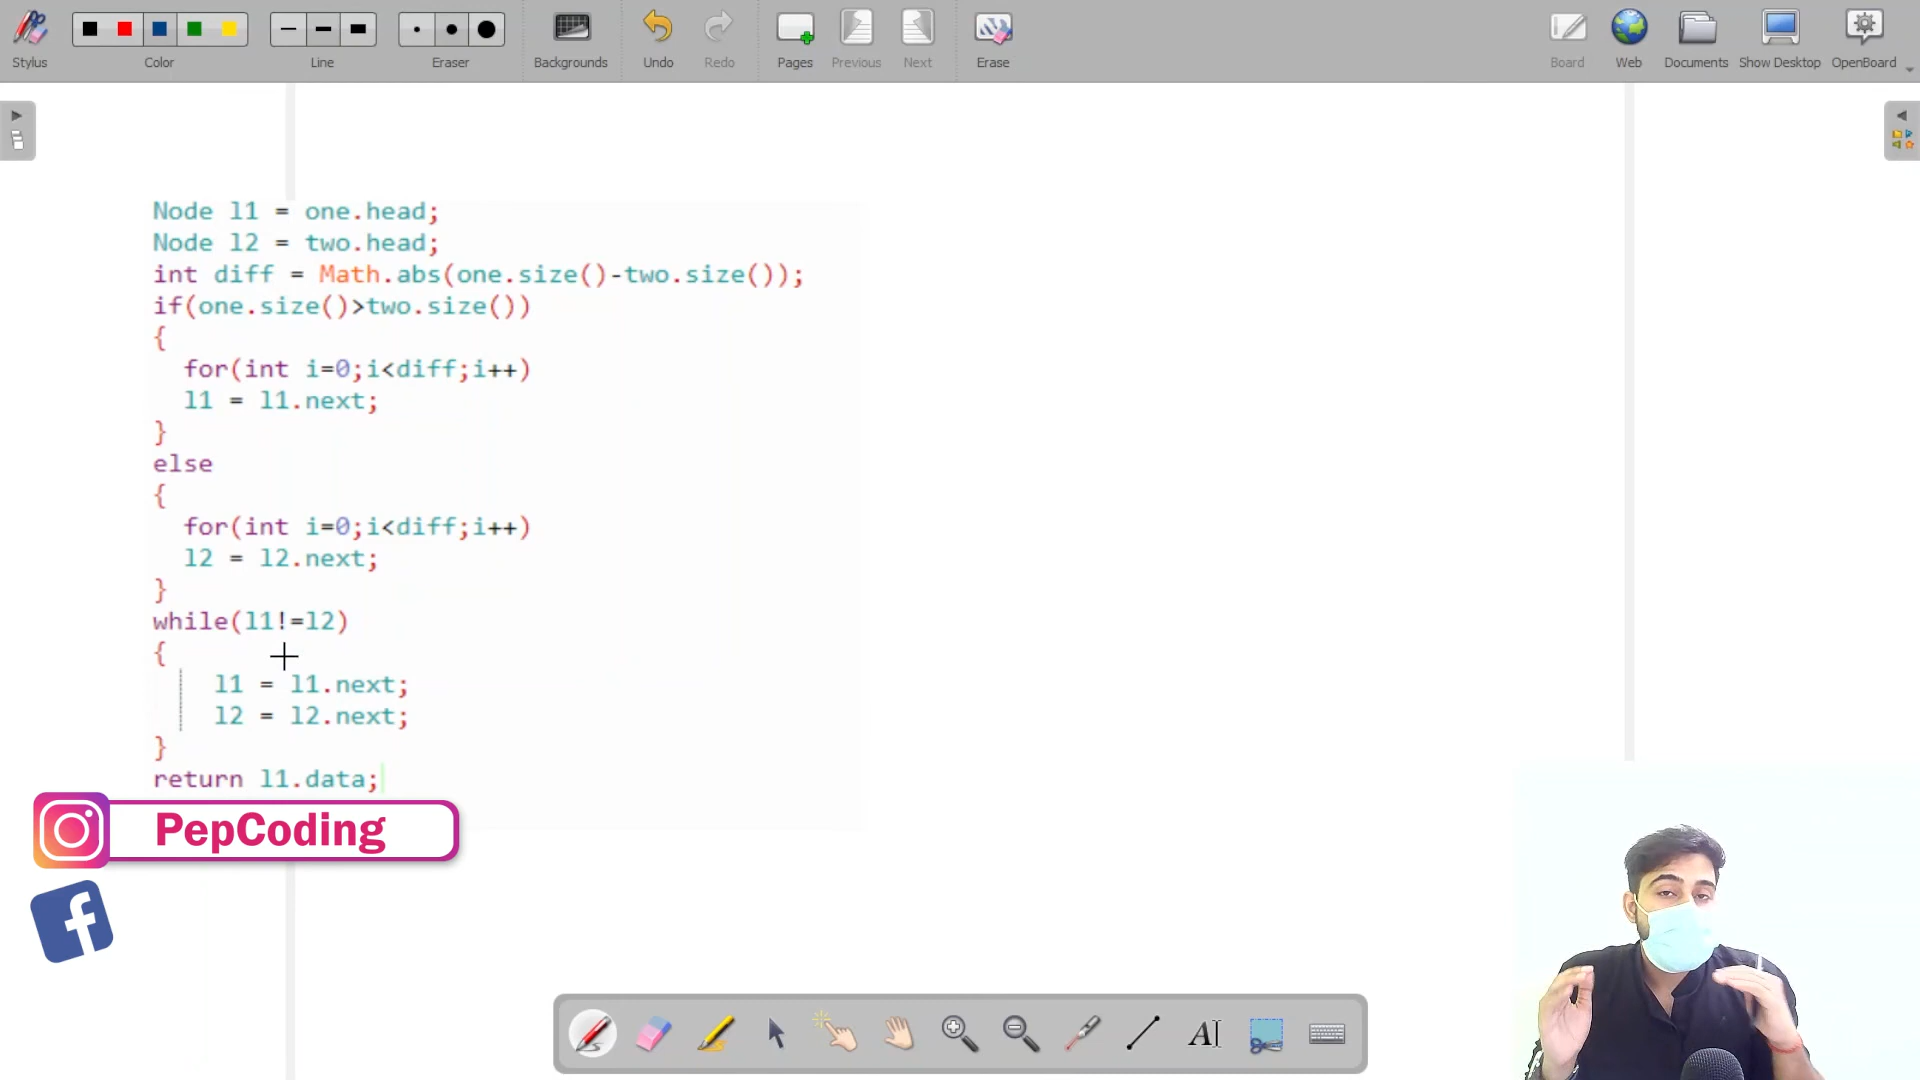 Stylus
Color
Line
Eraser
Backgrounds
Undo
Redo
Pages
Previous
Next
Erase
Board
Web
Documents
Show Desktop
OpenBoard
Node l1 = one.head;
Node l2 = two.head;
int diff = Math.abs(one.size()-two.size());
if(one.size()>two.size())
{
for(int i=0;i<diff;i++)
l1 = l1.next;
}
else
{
for(int i=0;i<diff;i++)
l2 = l2.next;
}
while(l1!=l2)
{
l1 = l1.next;
l2 = l2.next;
}
return l1.data;
PepCoding
f
AI